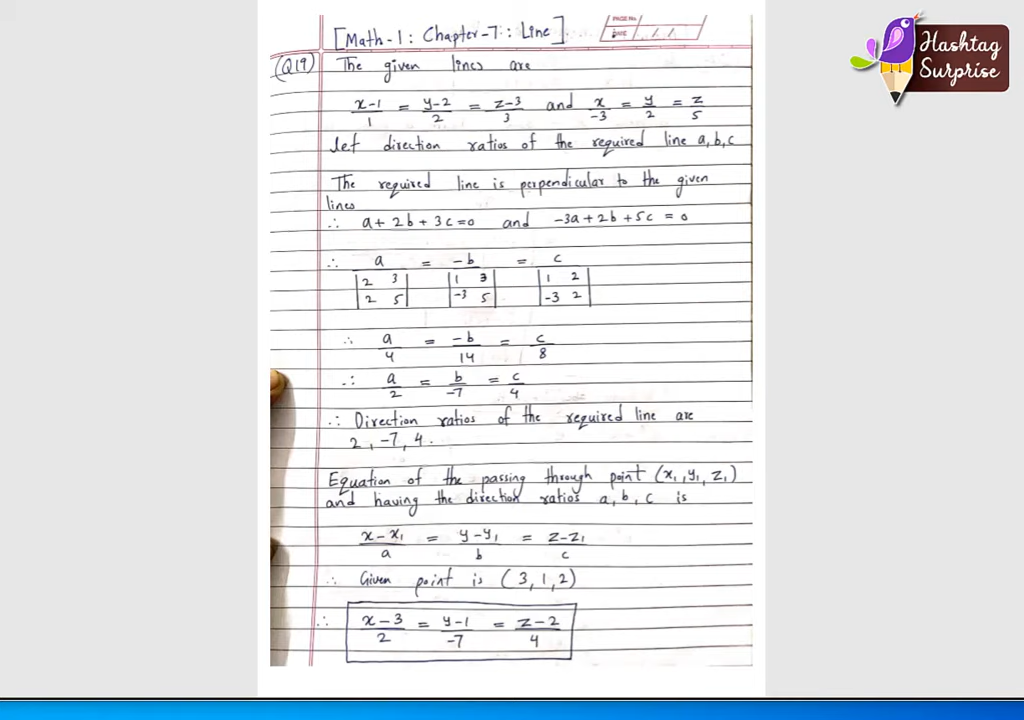 [Math-1 : Chapter-7 : Line]
PAGE No.
DATE / /
Hashtag
Surprise
(Q19) The given lines are
x-1/1 = y-2/2 = z-3/3 and x/-3 = y/2 = z/5
let direction ratios of the required line a, b, c
The required line is perpendicular to the given
lines
∴ a + 2b + 3c = 0 and -3a + 2b + 5c = 0
∴ a/|2 3; 2 5| = -b/|1 3; -3 5| = c/|1 2; -3 2|
∴ a/4 = -b/14 = c/8
∴ a/2 = b/-7 = c/4
∴ Direction ratios of the required line are
2, -7, 4.
Equation of the passing through point (x₁, y₁, z₁)
and having the direction ratios a, b, c is
x-x₁/a = y-y₁/b = z-z₁/c
∴ Given point is (3, 1, 2)
∴ x-3/2 = y-1/-7 = z-2/4